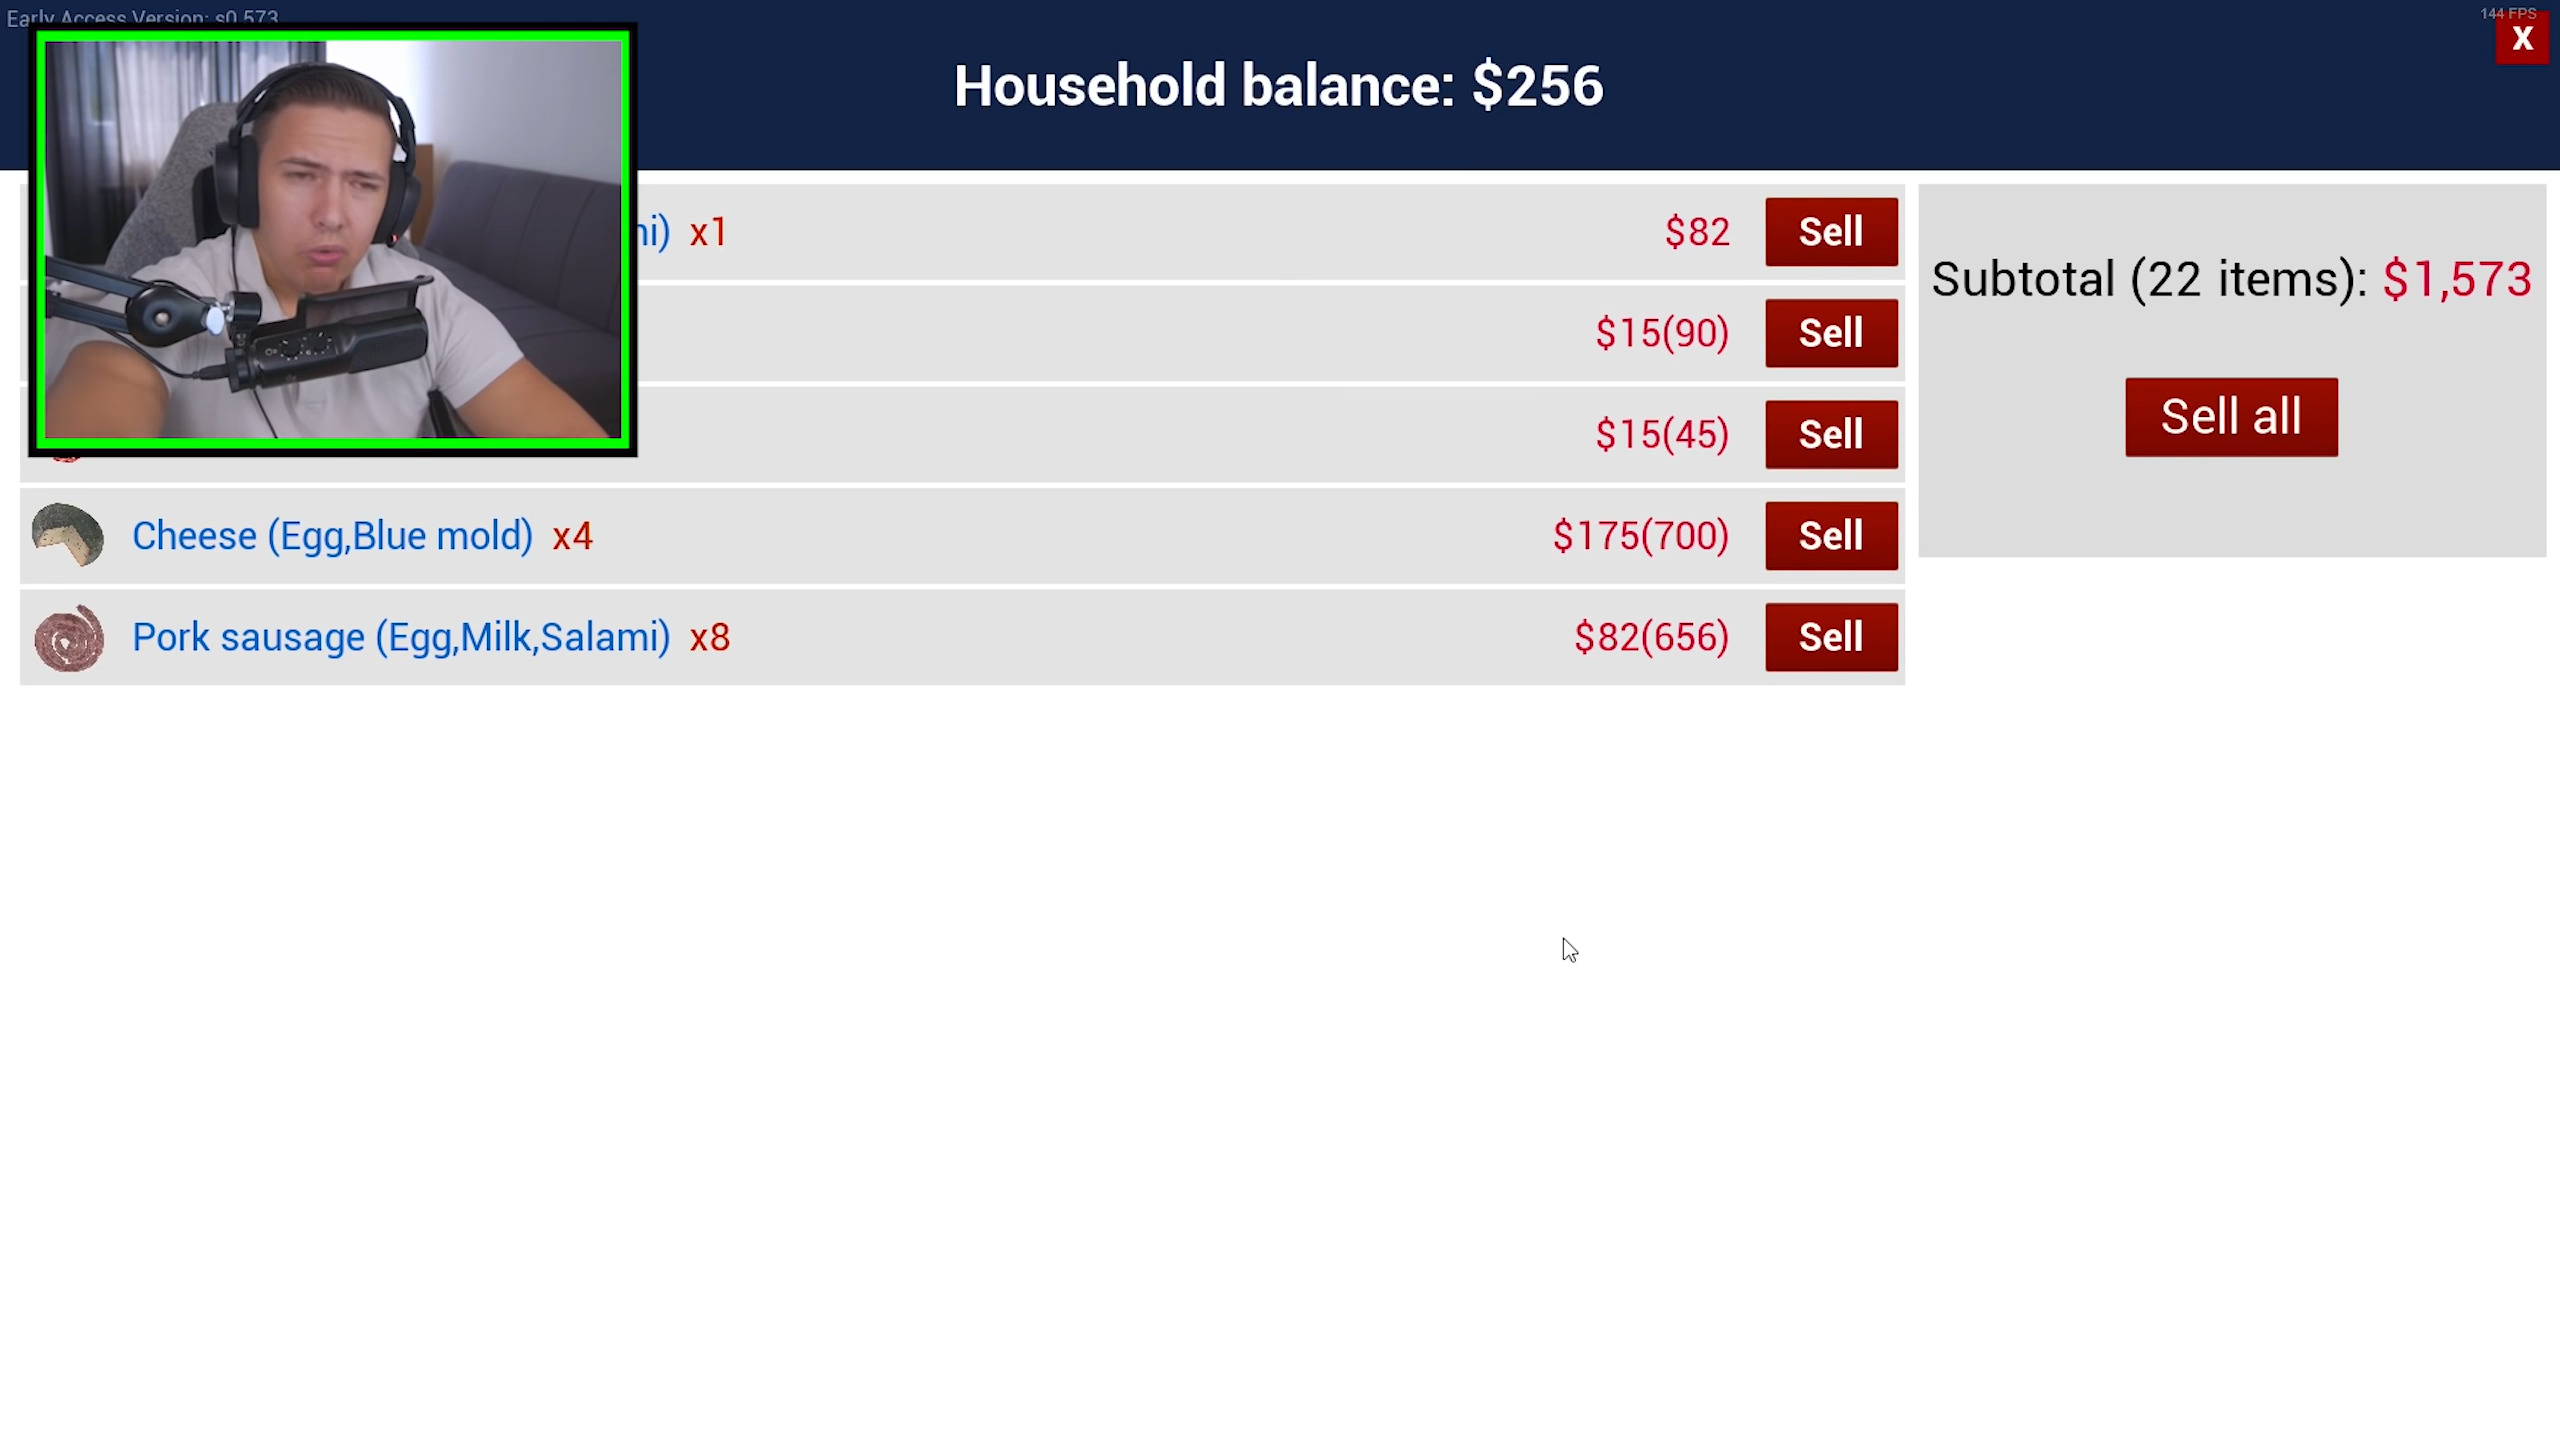 Early Access Version: s0.573
144 FPS
X
Household balance: $256
ni) x1 $82 Sell
$15(90) Sell
$15(45) Sell
Cheese (Egg,Blue mold) x4 $175(700) Sell
Pork sausage (Egg,Milk,Salami) x8 $82(656) Sell
Subtotal (22 items): $1,573
Sell all